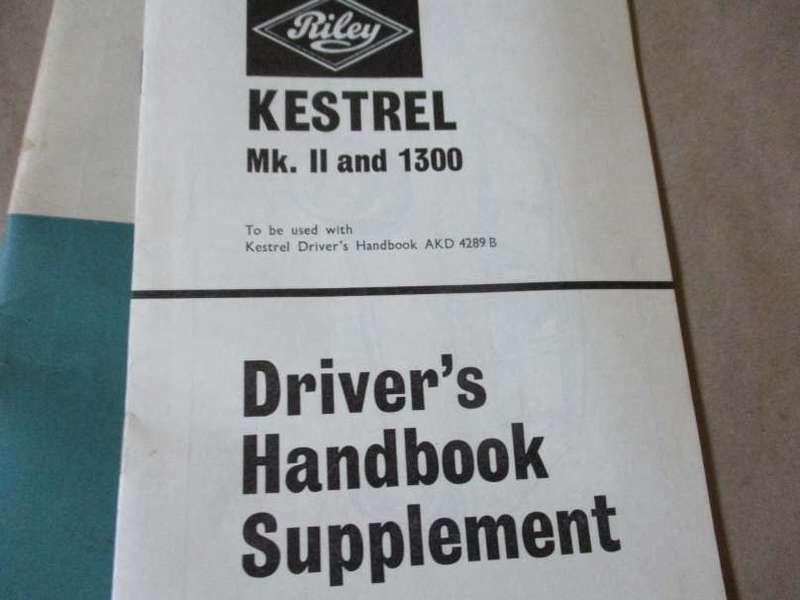 Riley
KESTREL
Mk. II and 1300
To be used with
Kestrel Driver's Handbook AKD 4289 B
Driver's
Handbook
Supplement